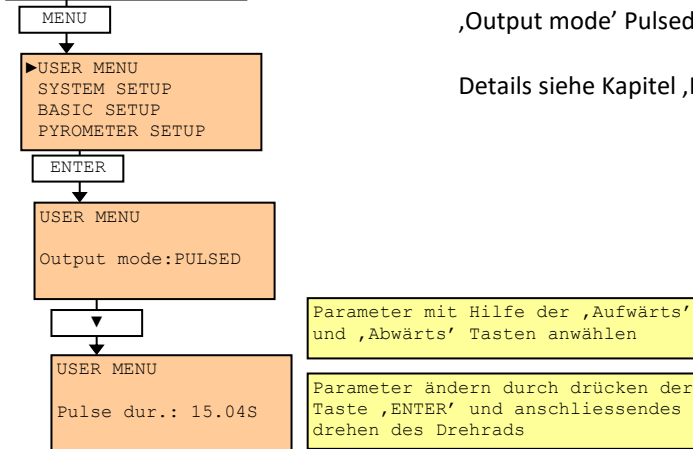 MENU
‚Output mode’ Pulsed
►USER MENU
SYSTEM SETUP
BASIC SETUP
PYROMETER SETUP
Details siehe Kapitel
ENTER
USER MENU
Output mode:PULSED
▼
Parameter mit Hilfe der ‚Aufwärts’
und ‚Abwärts’ Tasten anwählen
USER MENU
Pulse dur.: 15.04S
Parameter ändern durch drücken der
Taste ‚ENTER’ und anschliessendes
drehen des Drehrads